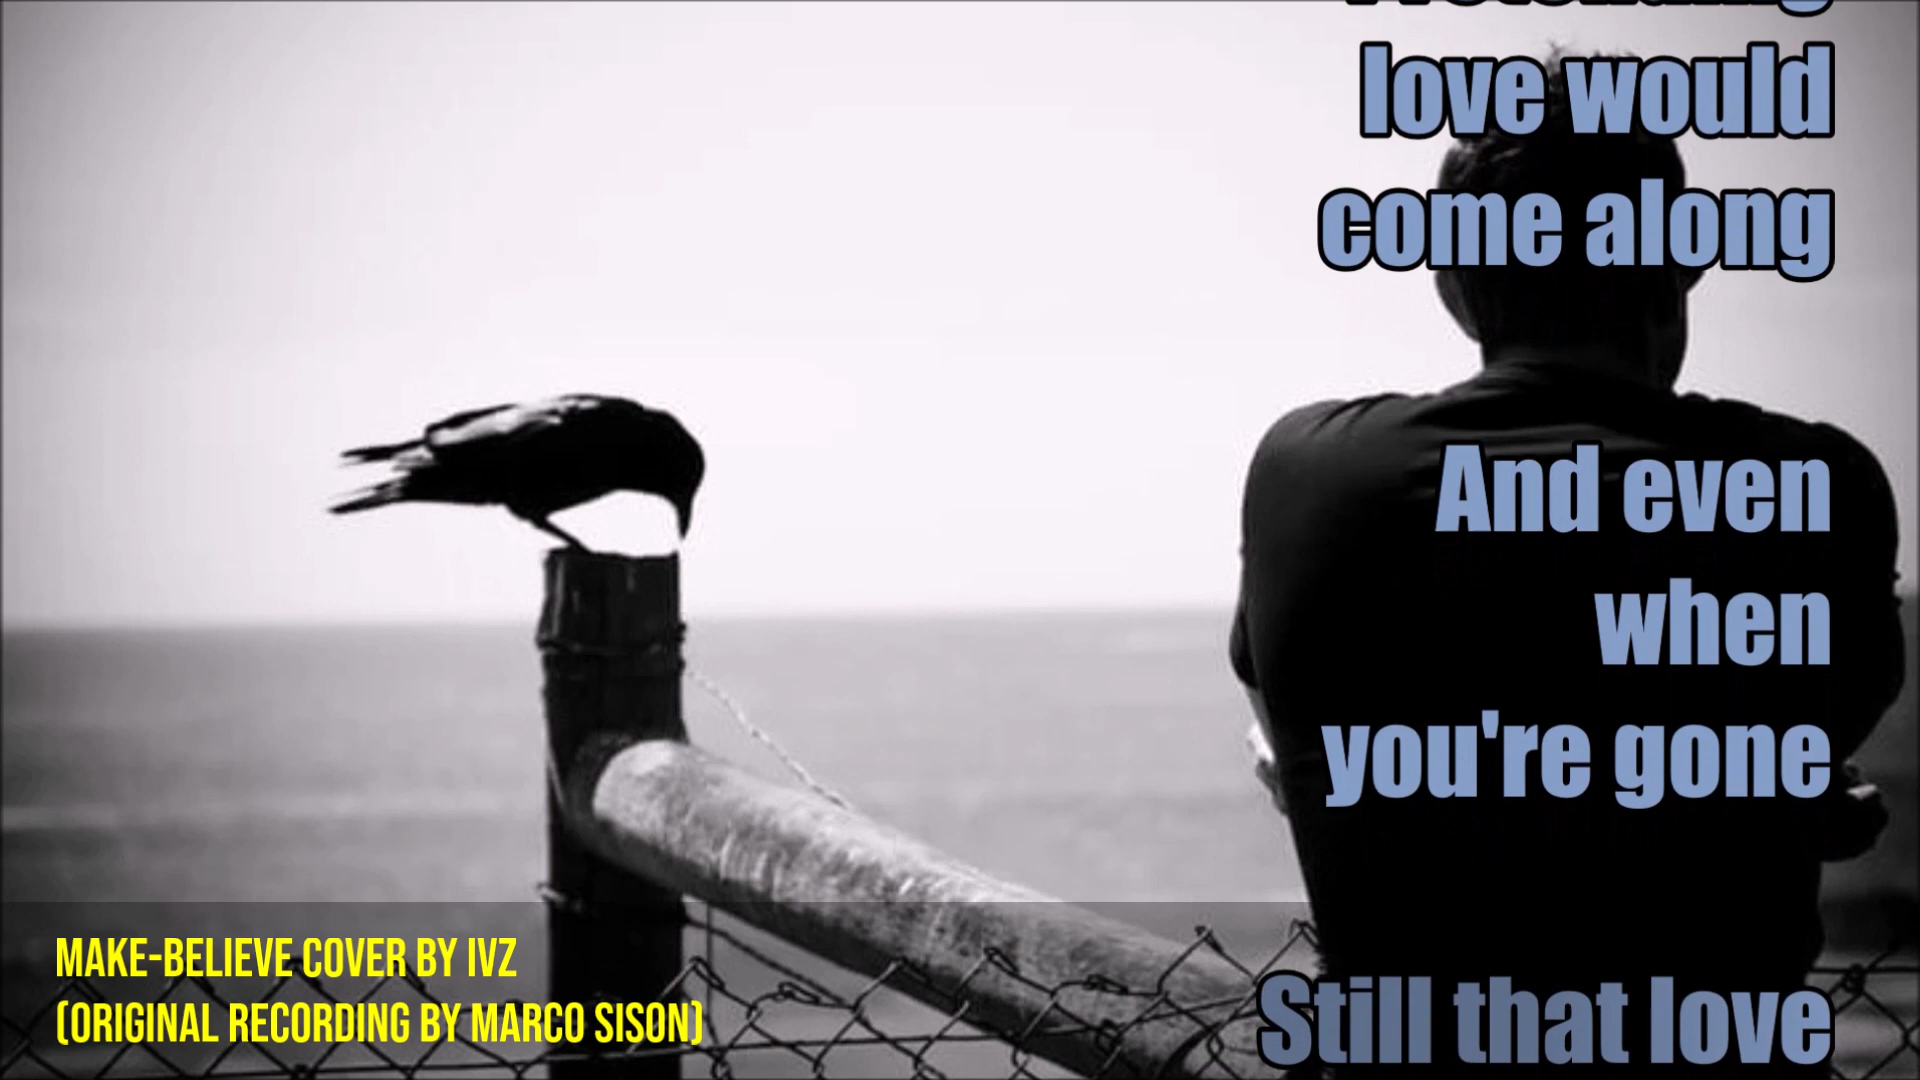 love would
come along
And even
when
you're gone
Still that love
MAKE-BELIEVE COVER BY IVZ
(ORIGINAL RECORDING BY MARCO SISON)